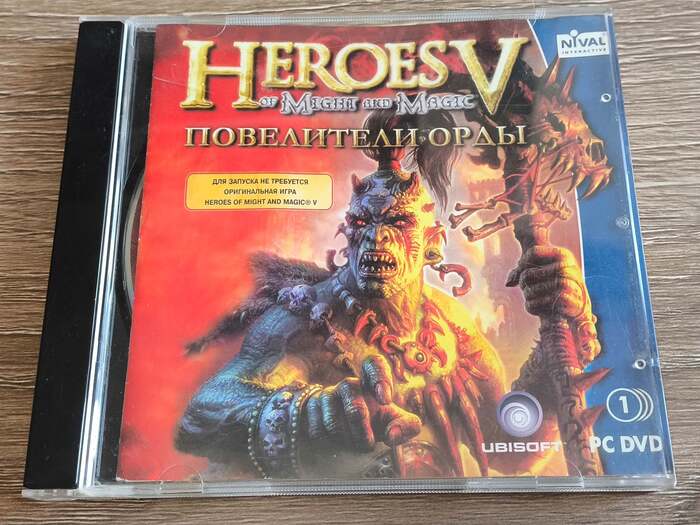 HEROES V
OF MIGHT AND MAGIC
ПОВЕЛИТЕЛИ ОРДЫ
NIVAL
INTERACTIVE
ДЛЯ ЗАПУСКА НЕ ТРЕБУЕТСЯ
ОРИГИНАЛЬНАЯ ИГРА
HEROES OF MIGHT AND MAGIC® V
UBISOFT
1
PC DVD